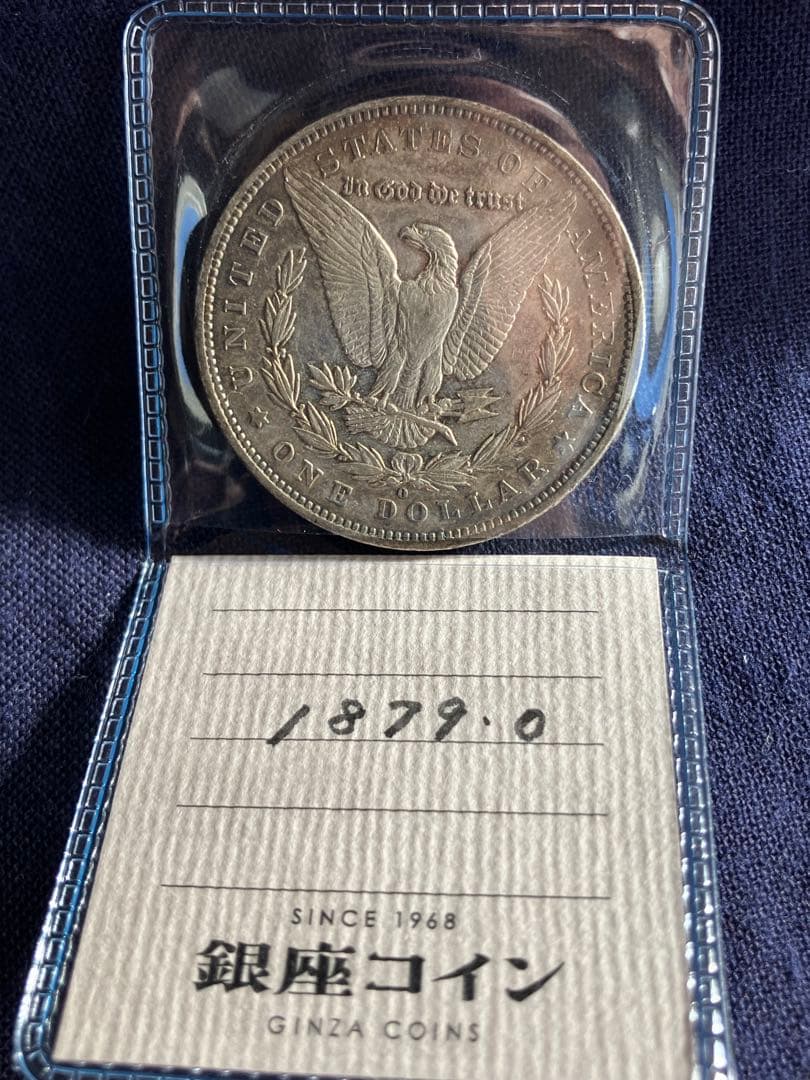 UNITED STATES OF AMERICA
In God we trust
O
ONE DOLLAR
1879.0
SINCE 1968
銀座コイン
GINZA COINS